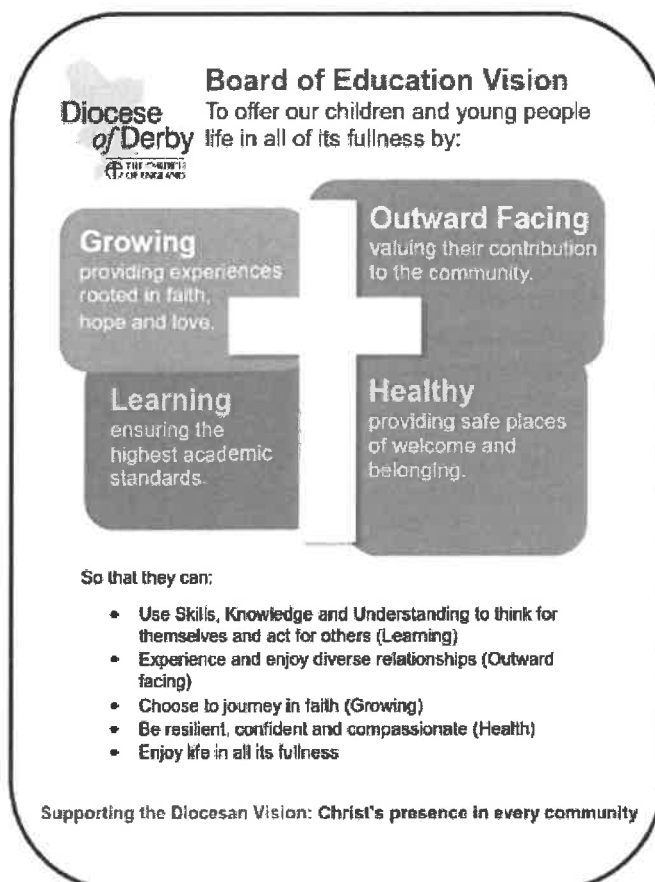 Board of Education Vision
Diocese
of Derby
THE CHURCH
OF ENGLAND
To offer our children and young people
life in all of its fullness by:
Growing
providing experiences
rooted in faith,
hope and love.
Outward Facing
valuing their contribution
to the community.
Learning
ensuring the
highest academic
standards.
Healthy
providing safe places
of welcome and
belonging.
So that they can:
• Use Skills, Knowledge and Understanding to think for
themselves and act for others (Learning)
• Experience and enjoy diverse relationships (Outward
facing)
• Choose to journey in faith (Growing)
• Be resilient, confident and compassionate (Health)
• Enjoy life in all its fullness
Supporting the Diocesan Vision: Christ's presence in every community